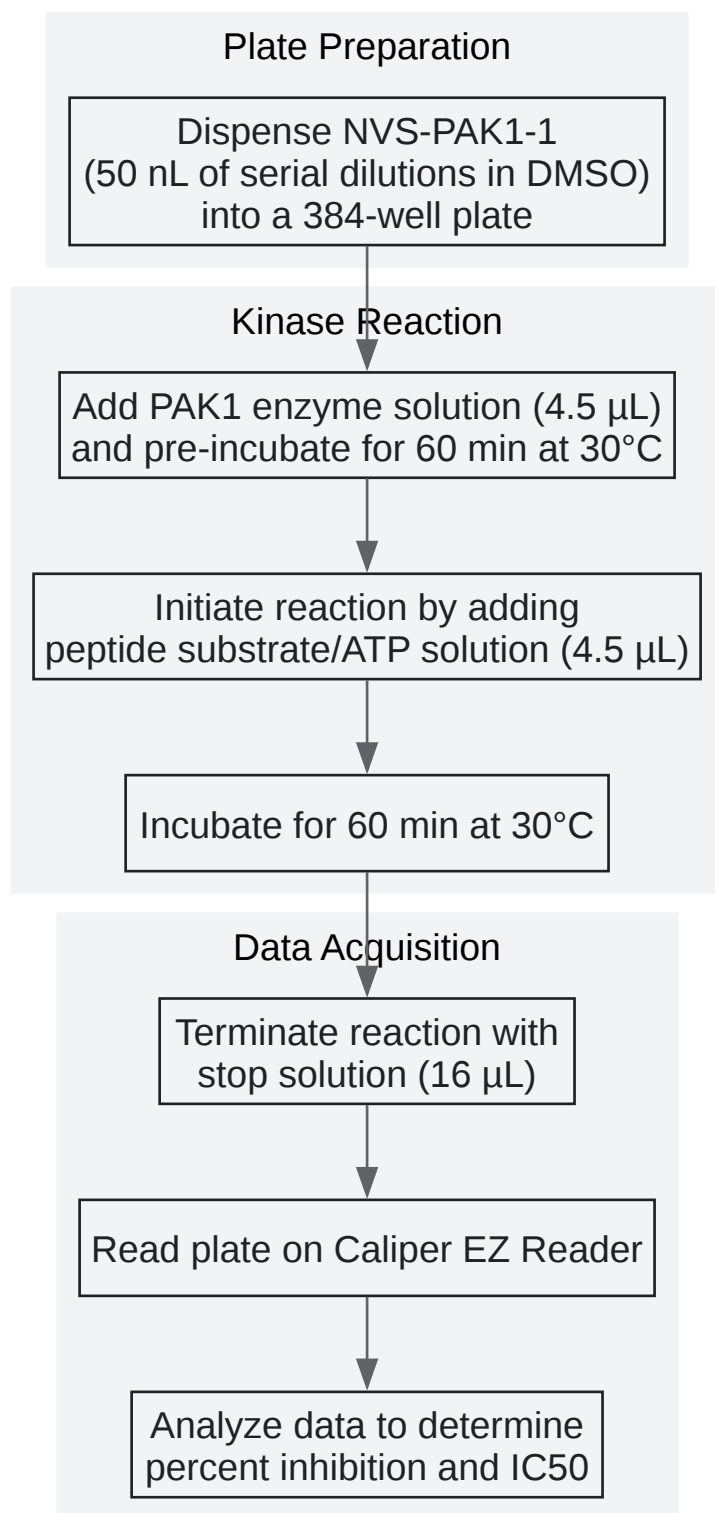 Plate Preparation
Dispense NVS-PAK1-1
(50 nL of serial dilutions in DMSO)
into a 384-well plate
Kinase Reaction
Add PAK1 enzyme solution (4.5 µL)
and pre-incubate for 60 min at 30°C
Initiate reaction by adding
peptide substrate/ATP solution (4.5 µL)
Incubate for 60 min at 30°C
Data Acquisition
Terminate reaction with
stop solution (16 µL)
Read plate on Caliper EZ Reader
Analyze data to determine
percent inhibition and IC50